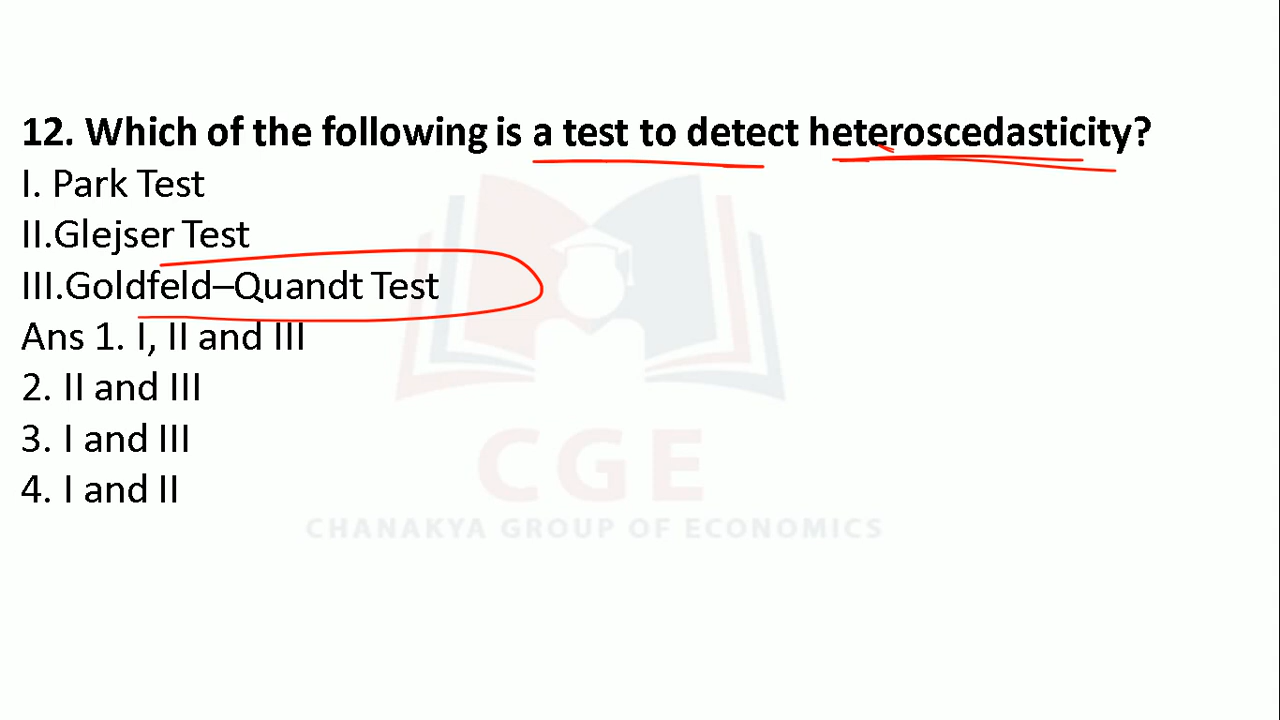 12. Which of the following is a test to detect heteroscedasticity?
I. Park Test
II.Glejser Test
III.Goldfeld–Quandt Test
Ans 1. I, II and III
2. II and III
3. I and III
4. I and II
CGE
CHANAKYA GROUP OF ECONOMICS